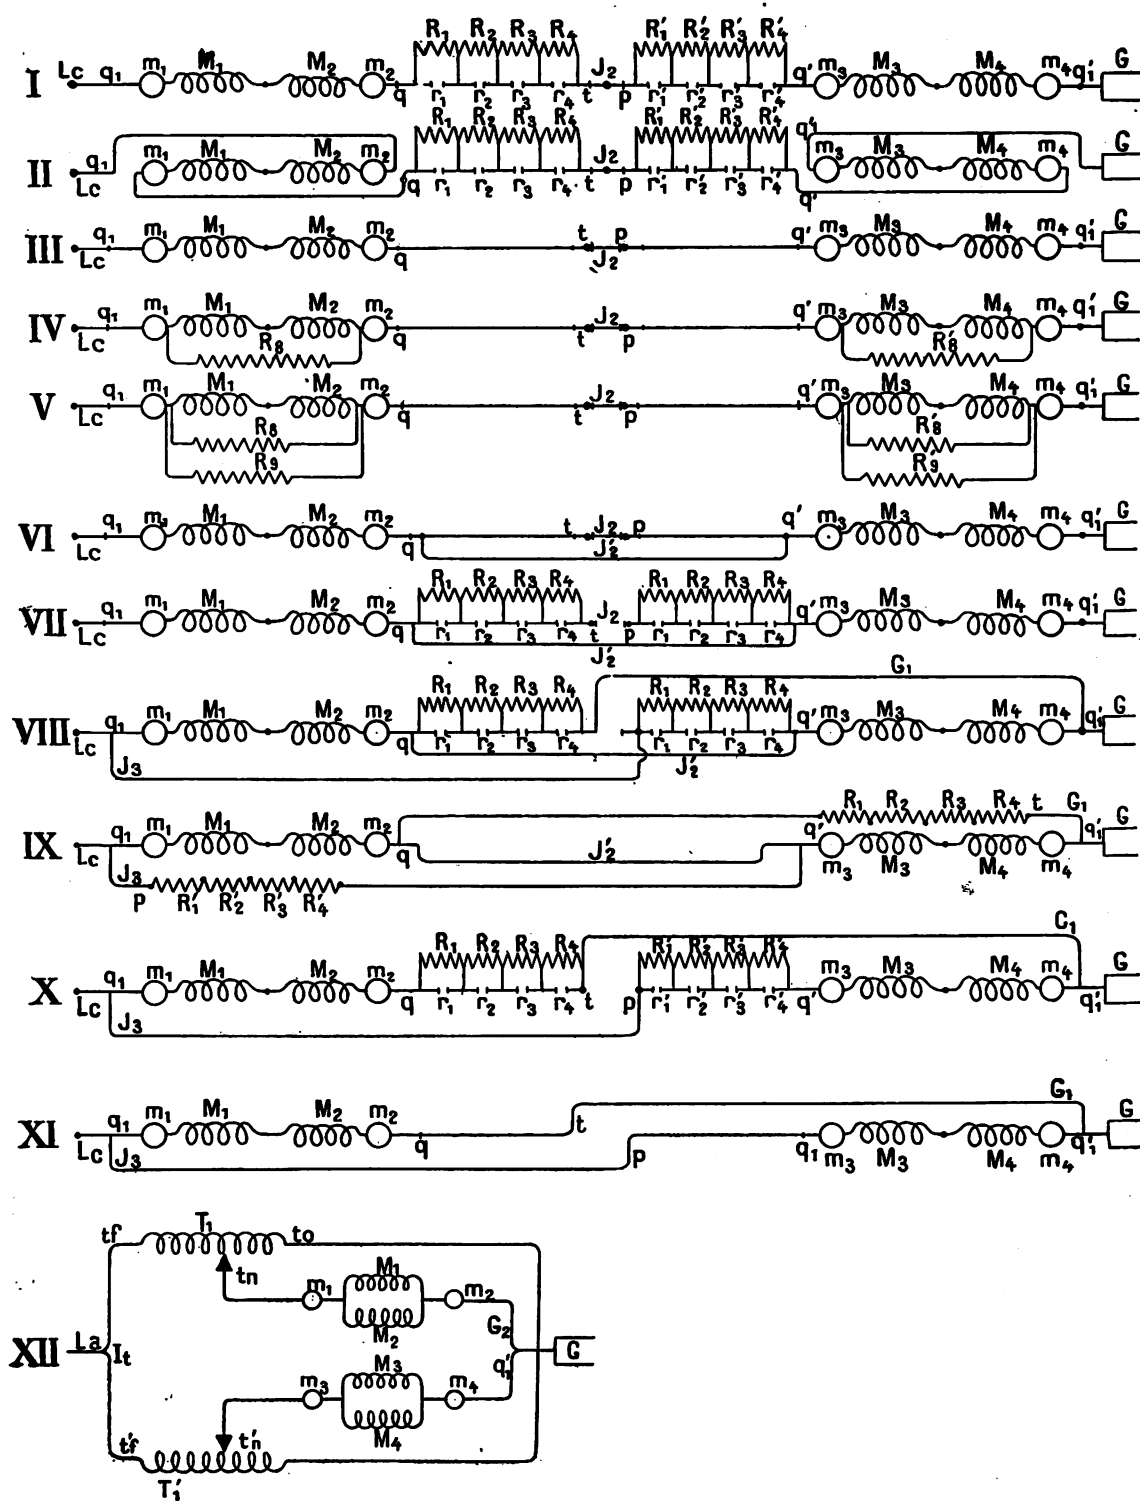 R₁ R₂ R₃ R₄ R'₁ R'₂ R'₃ R'₄
I Lc q₁ m₁ M₁ M₂ m₂ q r₁ r₂ r₃ r₄ t J₂ p r'₁ r'₂ r'₃ r'₄ q' m₃ M₃ M₄ m₄ q'₁ G
R₁ R₂ R₃ R₄ R'₁ R'₂ R'₃ R'₄
II Lc q₁ m₁ M₁ M₂ m₂ q r₁ r₂ r₃ r₄ t J₂ p r'₁ r'₂ r'₃ r'₄ q' q' m₃ M₃ M₄ m₄ G
III Lc q₁ m₁ M₁ M₂ m₂ q t J₂ p q' m₃ M₃ M₄ m₄ q'₁ G
IV Lc q₁ m₁ M₁ M₂ m₂ q t J₂ p q' m₃ M₃ M₄ m₄ q'₁ G
R₈ R'₈
V Lc q₁ m₁ M₁ M₂ m₂ q t J₂ p q' m₃ M₃ M₄ m₄ q'₁ G
R₈ R'₈
R₉ R'₉
VI Lc q₁ m₁ M₁ M₂ m₂ q t J₂ p q' m₃ M₃ M₄ m₄ q'₁ G
J'₂
R₁ R₂ R₃ R₄ R₁ R₂ R₃ R₄
VII Lc q₁ m₁ M₁ M₂ m₂ q r₁ r₂ r₃ r₄ t J₂ p r₁ r₂ r₃ r₄ q' m₃ M₃ M₄ m₄ q'₁ G
J'₂
G₁
R₁ R₂ R₃ R₄ R₁ R₂ R₃ R₄
VIII Lc q₁ m₁ M₁ M₂ m₂ q r₁ r₂ r₃ r₄ r₁ r₂ r₃ r₄ q' m₃ M₃ M₄ m₄ q'₁ G
J₃ J'₂
R₁ R₂ R₃ R₄ t G₁
IX Lc q₁ m₁ M₁ M₂ m₂ q J'₂ q' m₃ M₃ M₄ m₄ q'₁ G
J₃ P R'₁ R'₂ R'₃ R'₄
C₁
R₁ R₂ R₃ R₄ R'₁ R'₂ R'₃ R'₄
X Lc q₁ m₁ M₁ M₂ m₂ q r₁ r₂ r₃ r₄ t p r'₁ r'₂ r'₃ r'₄ q' m₃ M₃ M₄ m₄ q'₁ G
J₃
G₁
XI Lc q₁ m₁ M₁ M₂ m₂ q t p q₁ m₃ M₃ M₄ m₄ q'₁ G
J₃
tf T₁ to
tn m₁ M₁ m₂
M₂ G₂
XII La It G
M₃ q'₁
m₃ m₄
t'f t'n M₄
T'₁